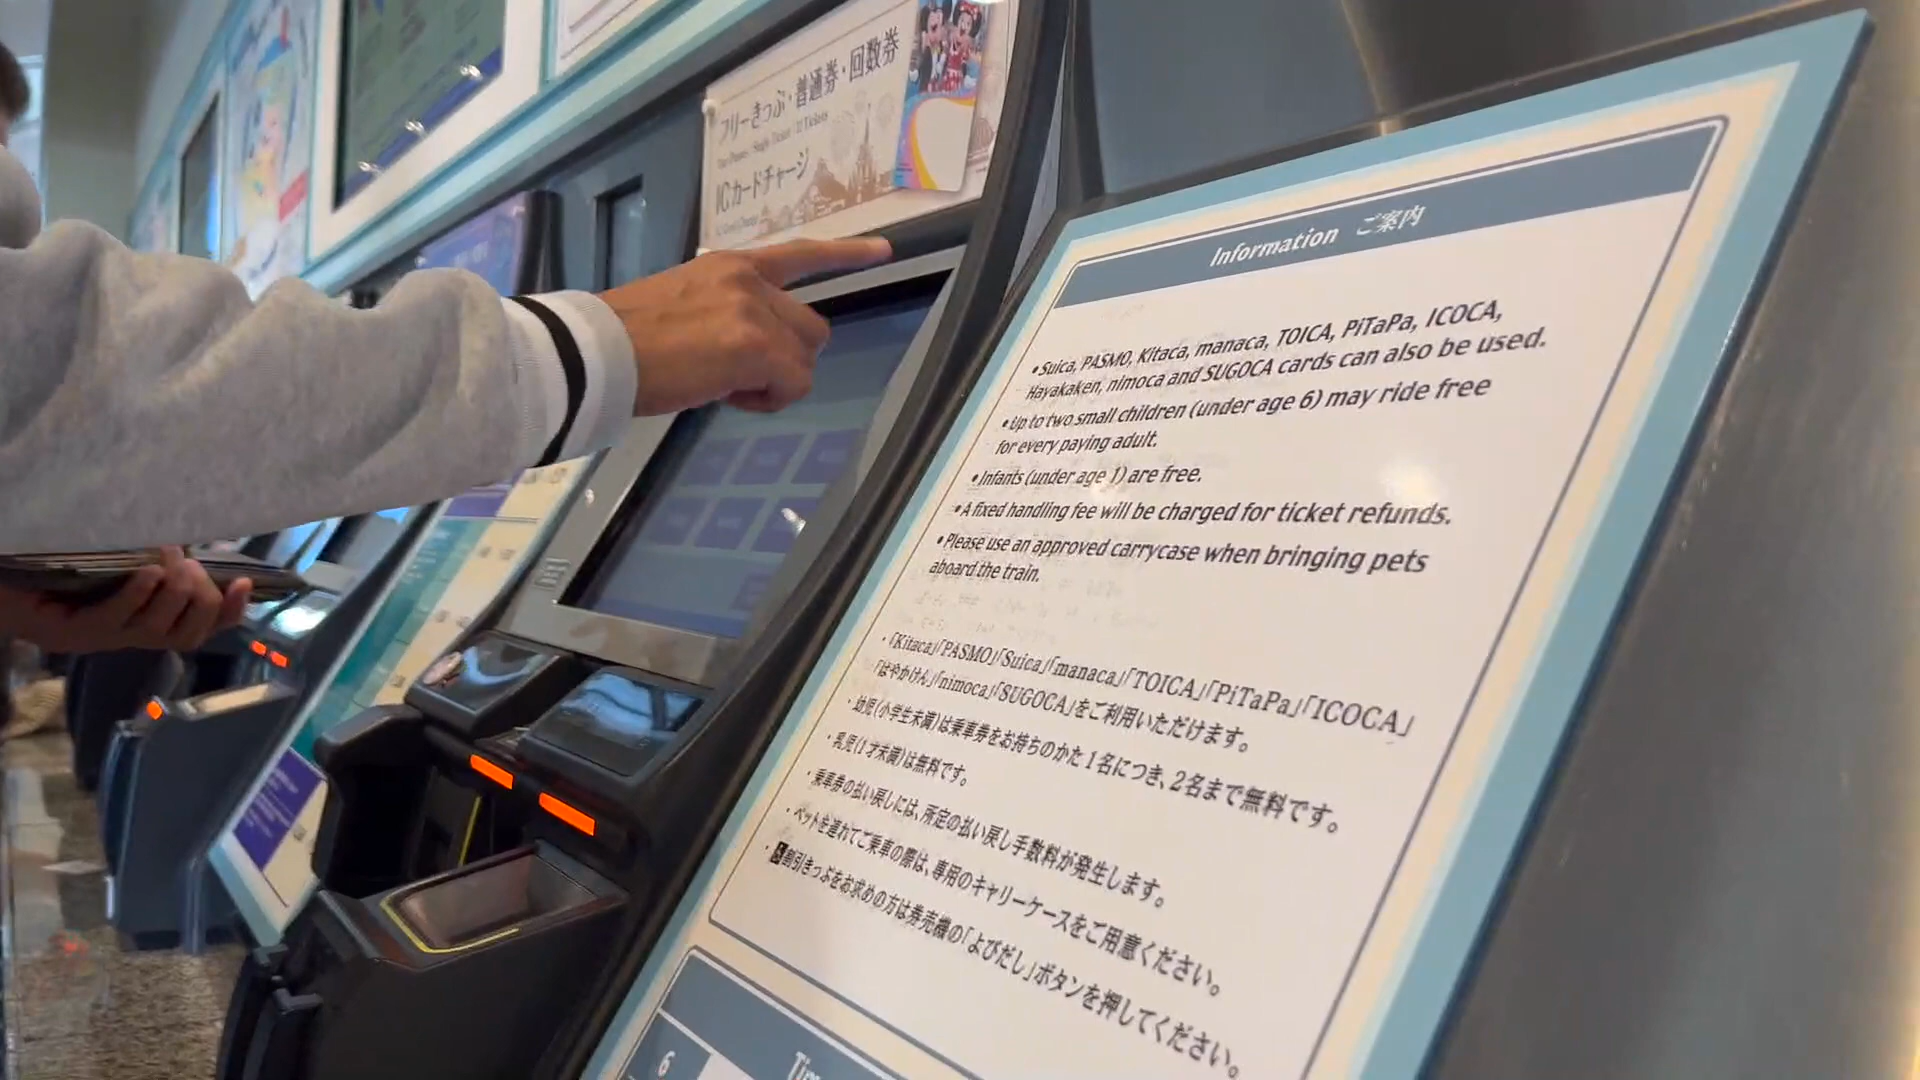 フリーきっぷ・普通券・回数券
ICカードチャージ
Information ご案内
•Suica, PASMO, Kitaca, manaca, TOICA, PiTaPa, ICOCA,
Hayakaken, nimoca and SUGOCA cards can also be used.
•Up to two small children (under age 6) may ride free
for every paying adult.
•Infants (under age 1) are free.
•A fixed handling fee will be charged for ticket refunds.
•Please use an approved carrycase when bringing pets
aboard the train.
・「Kitaca」「PASMO」「Suica」「manaca」「TOICA」「PiTaPa」「ICOCA」
「はやかけん」「nimoca」「SUGOCA」をご利用いただけます。
・幼児(小学生未満)は乗車券をお持ちのかた1名につき、2名まで無料です。
・乳児(1才未満)は無料です。
・乗車券の払い戻しには、所定の払い戻し手数料が発生します。
・ペットを連れてご乗車の際は、専用のキャリーケースをご用意ください。
・割引きっぷをお求めの方は券売機の「よびだし」ボタンを押してください。
6